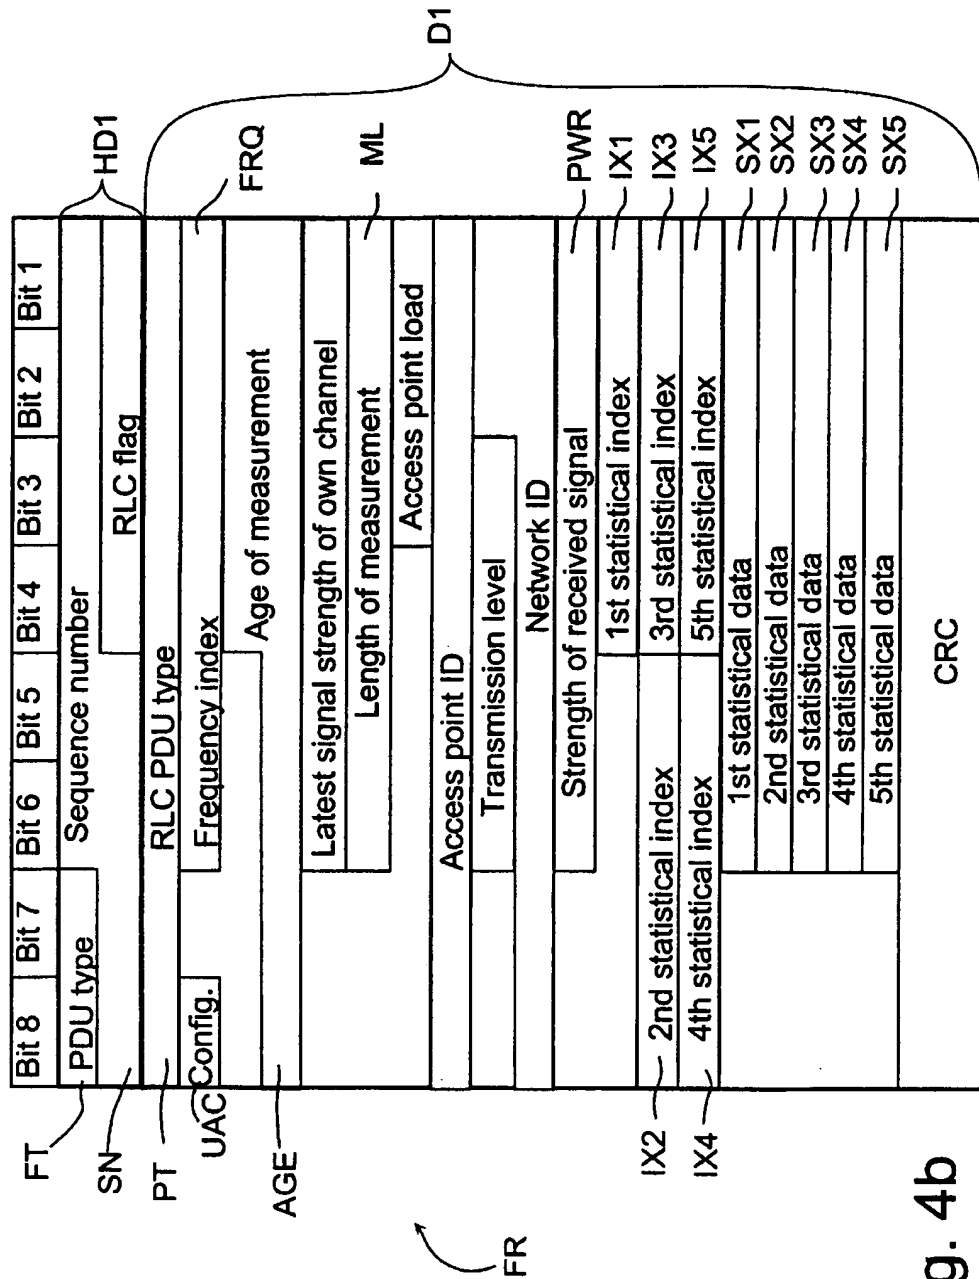 Bit 8 Bit 7 Bit 6 Bit 5 Bit 4 Bit 3 Bit 2 Bit 1
FT PDU type Sequence number HD1
SN RLC flag
PT RLC PDU type
UAC Config. Frequency index FRQ
AGE Age of measurement
Latest signal strength of own channel
Length of measurement ML
Access point load
Access point ID
Transmission level
Network ID
Strength of received signal PWR
1st statistical index IX1
IX2 2nd statistical index 3rd statistical index IX3
IX4 4th statistical index 5th statistical index IX5
1st statistical data SX1
2nd statistical data SX2
3rd statistical data SX3
4th statistical data SX4
5th statistical data SX5
CRC
D1
FR
g. 4b